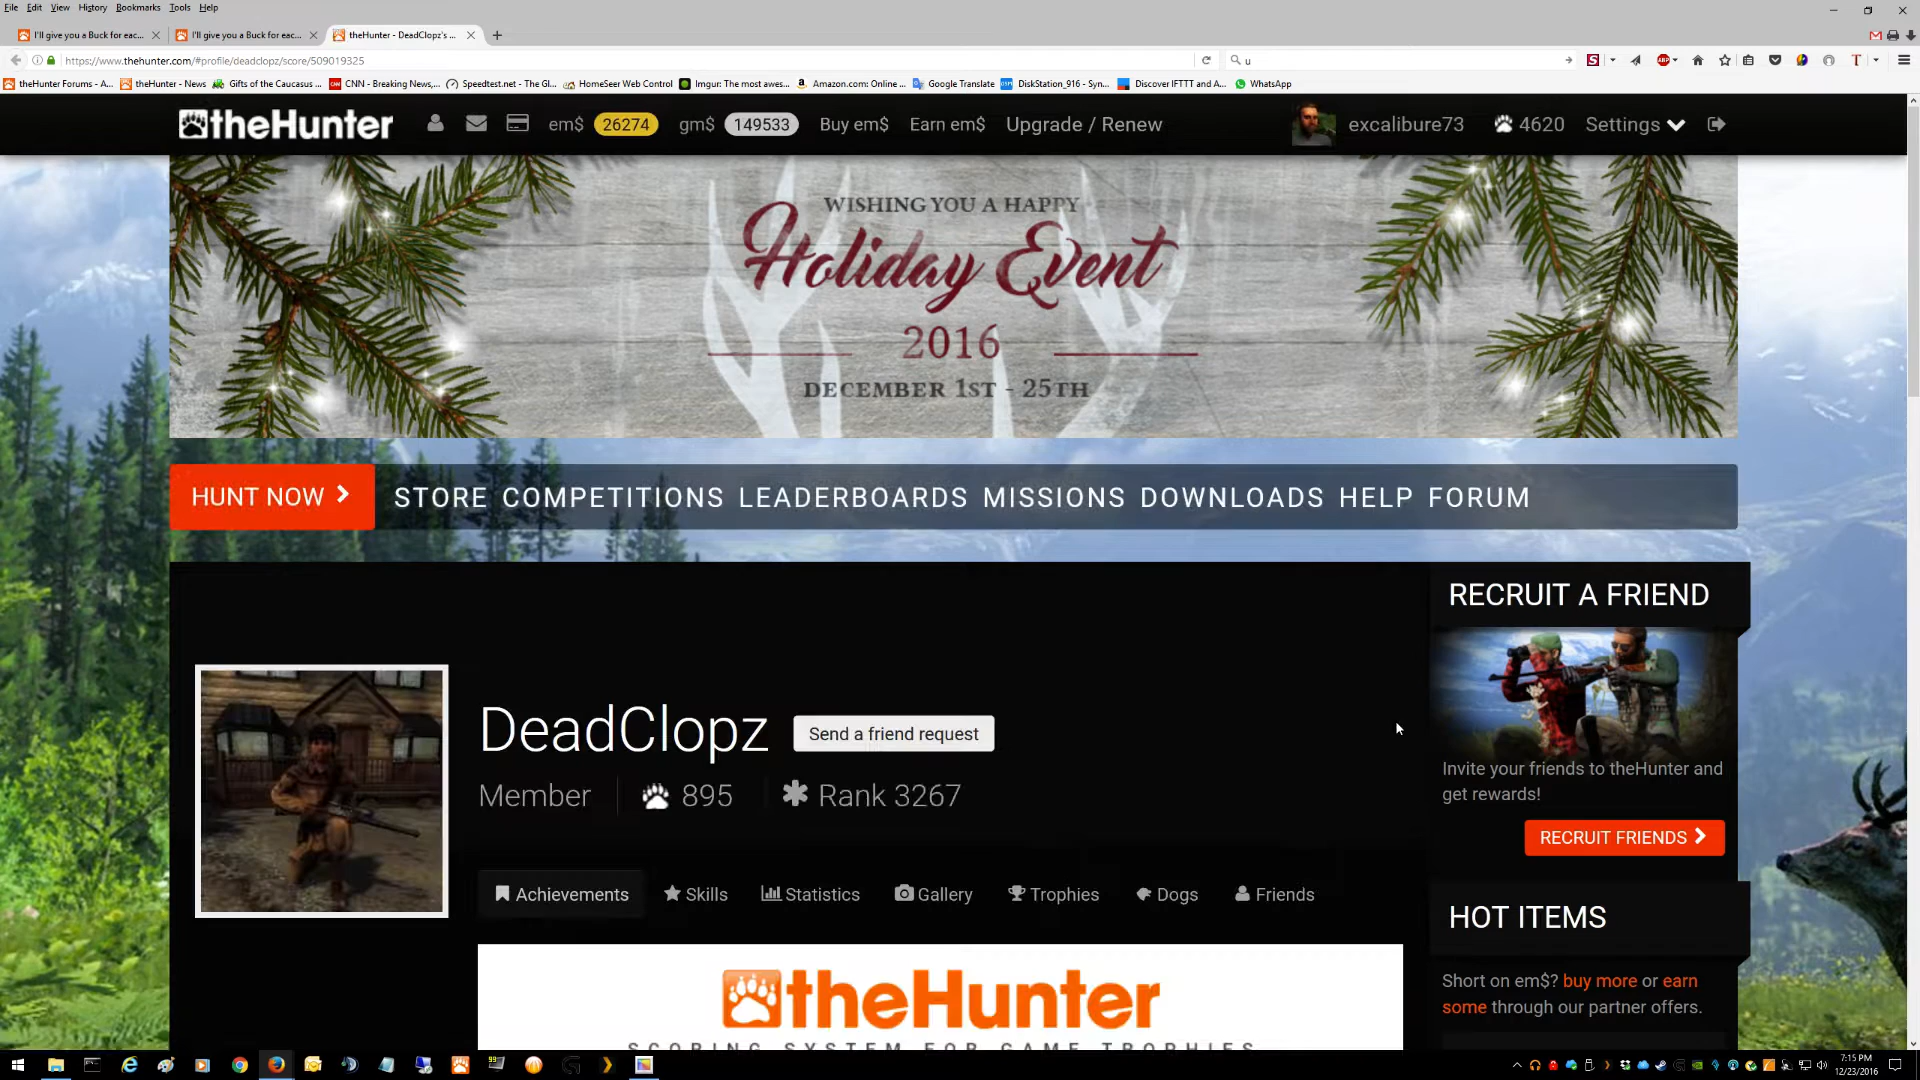 File Edit View History Bookmarks Tools Help
I'll give you a Buck for eac...
I'll give you a Buck for eac...
theHunter - DeadClopz's ...
https://www.thehunter.com/#profile/deadclopz/score/509019325
u
theHunter Forums - A...
theHunter - News
Gifts of the Caucasus ...
CNN - Breaking News,...
Speedtest.net - The Gl...
HomeSeer Web Control
Imgur: The most awes...
Amazon.com: Online ...
Google Translate
DiskStation_916 - Syn...
Discover IFTTT and A...
WhatsApp
theHunter em$ 26274 gm$ 149533 Buy em$ Earn em$ Upgrade / Renew excalibure73 4620 Settings
WISHING YOU A HAPPY
Holiday Event
2016
DECEMBER 1ST - 25TH
HUNT NOW STORE COMPETITIONS LEADERBOARDS MISSIONS DOWNLOADS HELP FORUM
DeadClopz Send a friend request
Member 895 Rank 3267
Achievements Skills Statistics Gallery Trophies Dogs Friends
theHunter
SCORING SYSTEM FOR GAME TROPHIES
RECRUIT A FRIEND
Invite your friends to theHunter and
get rewards!
RECRUIT FRIENDS
HOT ITEMS
Short on em$? buy more or earn
some through our partner offers.
7:15 PM
12/23/2016